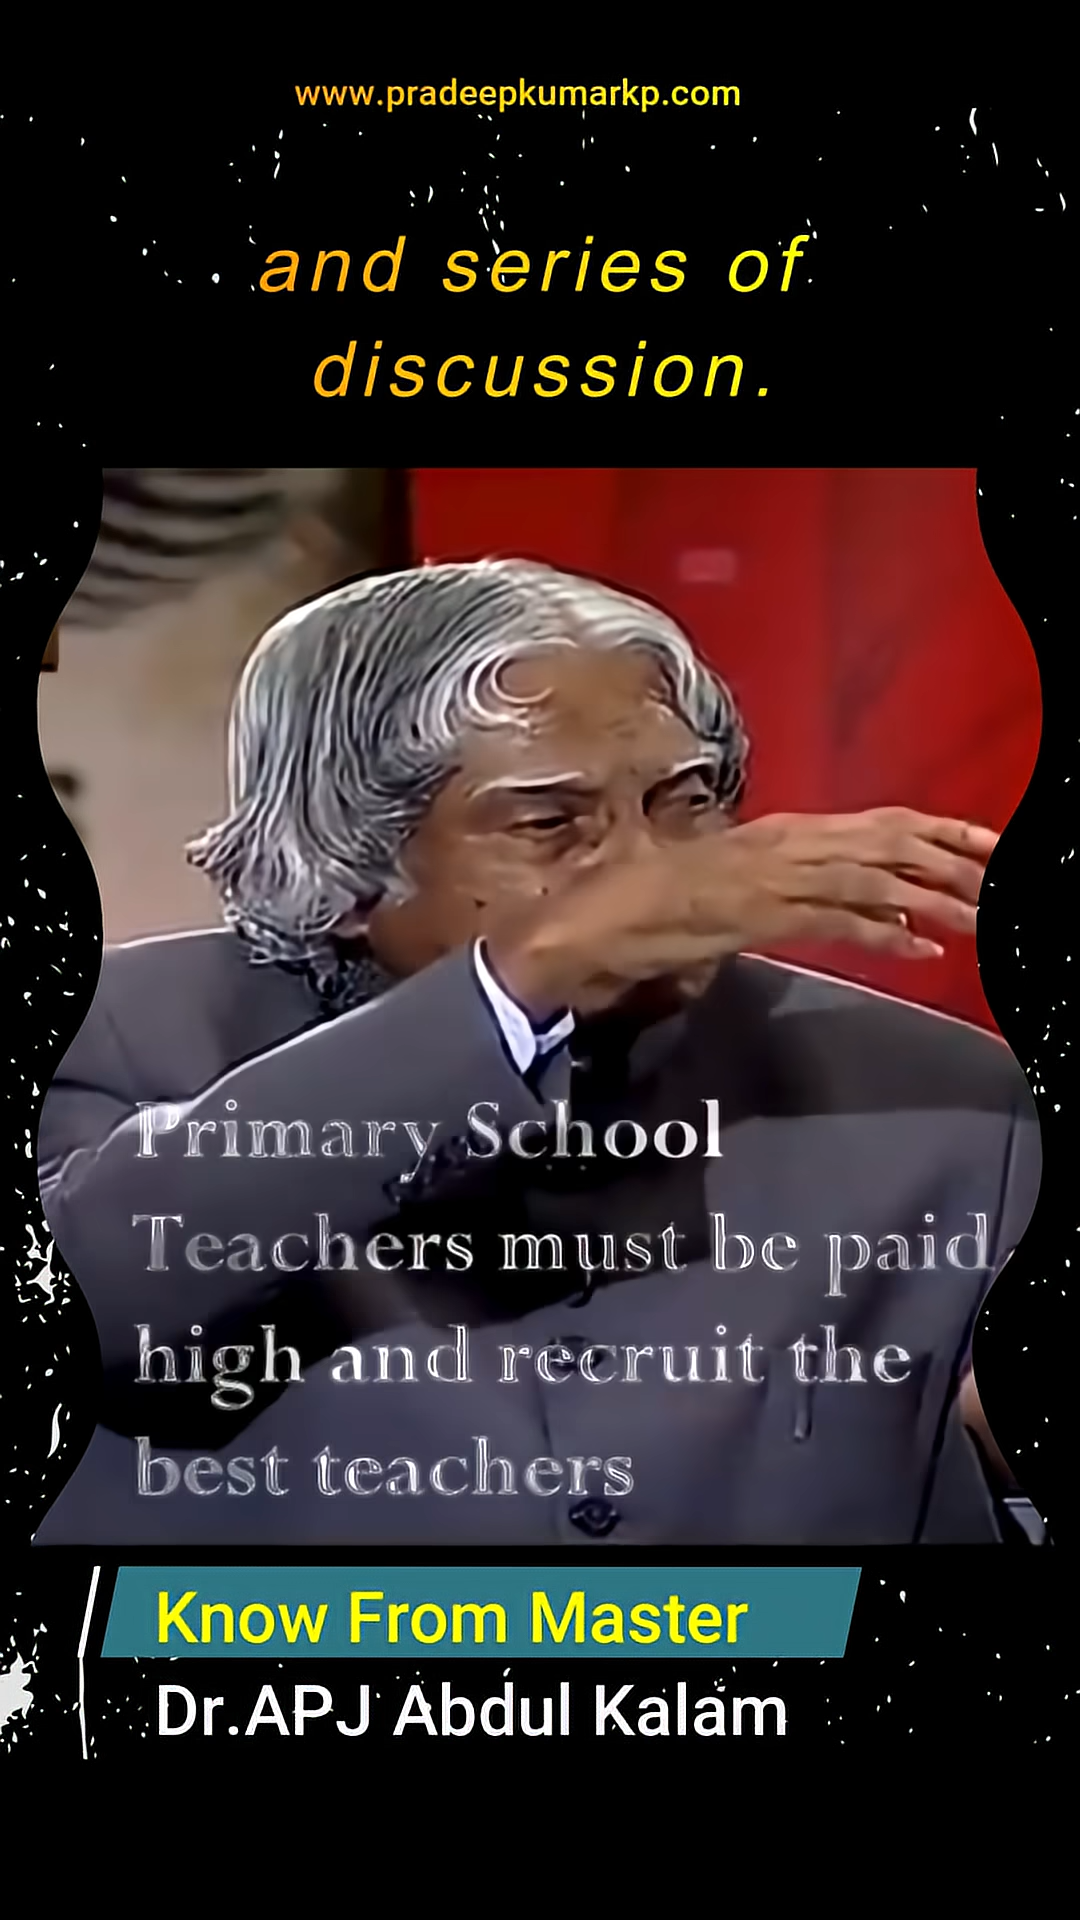 www.pradeepkumarkp.com
and series of
discussion.
Primary School
Teachers must be paid
high and recruit the
best teachers
Know From Master
Dr.APJ Abdul Kalam